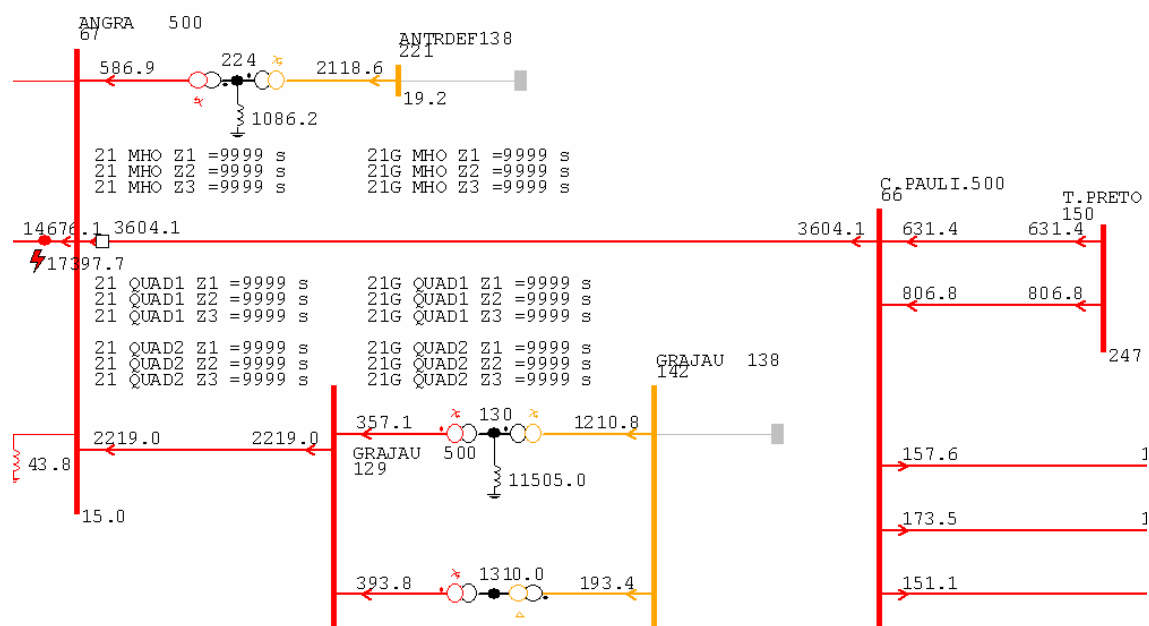 ANGRA 500
67
586.9
224
2118.6
ANTRDEF138
221
19.2
1086.2
21 MHO Z1 =9999 s
21 MHO Z2 =9999 s
21 MHO Z3 =9999 s
21G MHO Z1 =9999 s
21G MHO Z2 =9999 s
21G MHO Z3 =9999 s
C.PAULI.500
66
T.PRETO
150
14676.1
3604.1
3604.1
631.4
631.4
17397.7
806.8
806.8
247
21 QUAD1 Z1 =9999 s
21 QUAD1 Z2 =9999 s
21 QUAD1 Z3 =9999 s
21G QUAD1 Z1 =9999 s
21G QUAD1 Z2 =9999 s
21G QUAD1 Z3 =9999 s
21 QUAD2 Z1 =9999 s
21 QUAD2 Z2 =9999 s
21 QUAD2 Z3 =9999 s
21G QUAD2 Z1 =9999 s
21G QUAD2 Z2 =9999 s
21G QUAD2 Z3 =9999 s
GRAJAU 138
142
2219.0
2219.0
357.1
130
1210.8
GRAJAU 500
129
43.8
11505.0
157.6
1
15.0
173.5
1
393.8
1310.0
193.4
151.1